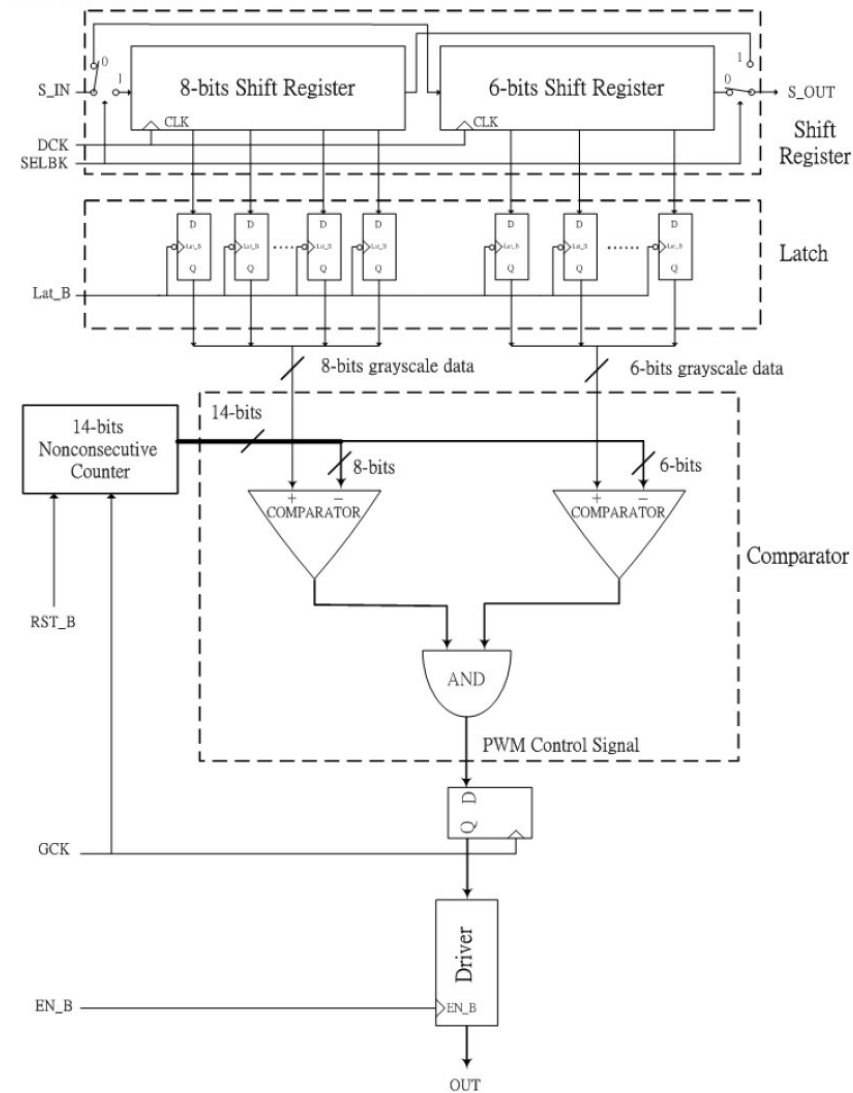 0
1
8-bits Shift Register
6-bits Shift Register
1
0
S_IN
S_OUT
CLK
CLK
Shift
Register
DCK
SELBK
D
D
D
D
D
D
D
Lat_B
Lat_B
Lat_B
Lat_B
Lat_B
Lat_B
Lat_B
Q
Q
Q
Q
Q
Q
Q
Latch
Lat_B
8-bits grayscale data
6-bits grayscale data
14-bits
Nonconsecutive
Counter
14-bits
8-bits
6-bits
+
−
COMPARATOR
+
−
COMPARATOR
Comparator
RST_B
AND
PWM Control Signal
D
Q
GCK
Driver
EN_B
EN_B
OUT